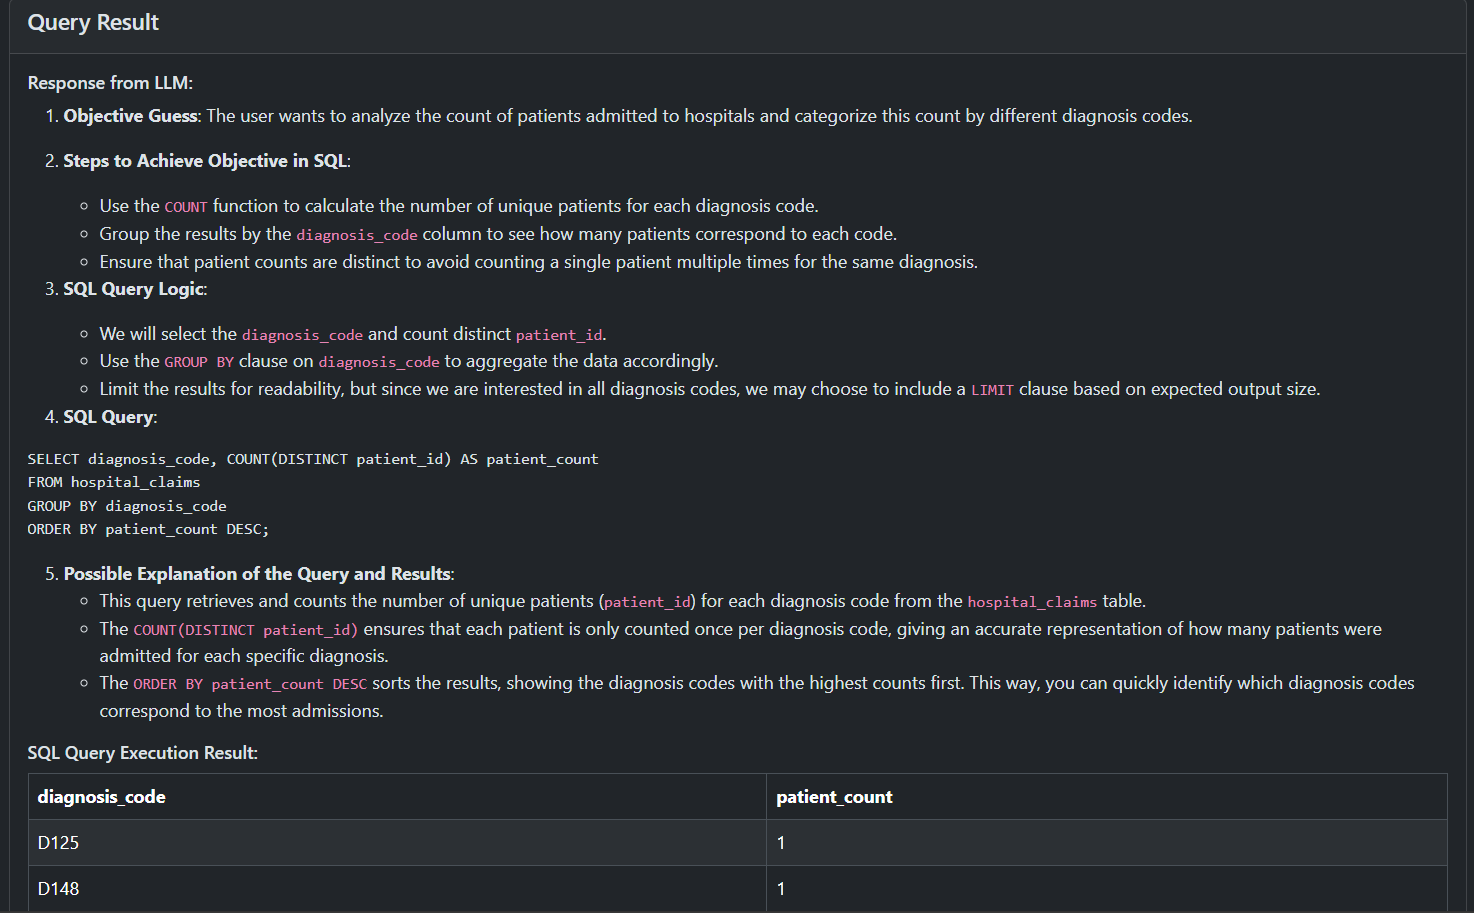 Query Result
Response from LLM:
1. Objective Guess: The user wants to analyze the count of patients admitted to hospitals and categorize this count by different diagnosis codes.
2. Steps to Achieve Objective in SQL:
○ Use the COUNT function to calculate the number of unique patients for each diagnosis code.
○ Group the results by the diagnosis_code column to see how many patients correspond to each code.
○ Ensure that patient counts are distinct to avoid counting a single patient multiple times for the same diagnosis.
3. SQL Query Logic:
○ We will select the diagnosis_code and count distinct patient_id.
○ Use the GROUP BY clause on diagnosis_code to aggregate the data accordingly.
○ Limit the results for readability, but since we are interested in all diagnosis codes, we may choose to include a LIMIT clause based on expected output size.
4. SQL Query:
SELECT diagnosis_code, COUNT(DISTINCT patient_id) AS patient_count
FROM hospital_claims
GROUP BY diagnosis_code
ORDER BY patient_count DESC;
5. Possible Explanation of the Query and Results:
○ This query retrieves and counts the number of unique patients (patient_id) for each diagnosis code from the hospital_claims table.
○ The COUNT(DISTINCT patient_id) ensures that each patient is only counted once per diagnosis code, giving an accurate representation of how many patients were
admitted for each specific diagnosis.
○ The ORDER BY patient_count DESC sorts the results, showing the diagnosis codes with the highest counts first. This way, you can quickly identify which diagnosis codes
correspond to the most admissions.
SQL Query Execution Result:
diagnosis_code patient_count
D125 1
D148 1